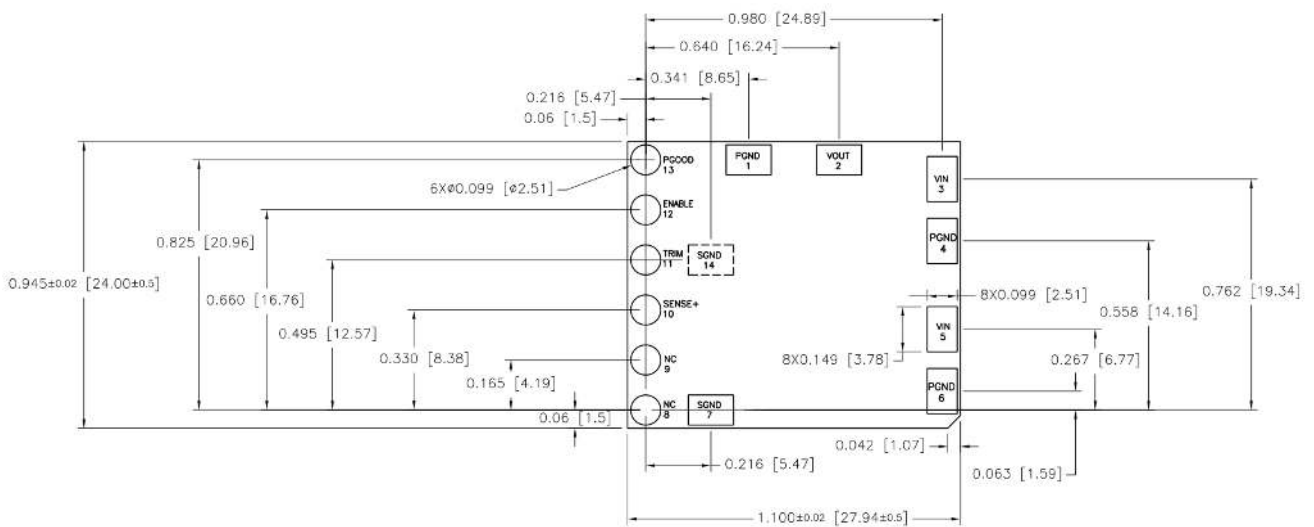 0.980 [24.89]
0.640 [16.24]
0.341 [8.65]
0.216 [5.47]
0.06 [1.5]
PGOOD
13
PGND
1
VOUT
2
VIN
3
6XØ0.099 [Ø2.51]
ENABLE
12
0.825 [20.96]
TRIM
11
SGND
14
PGND
4
0.945±0.02 [24.00±0.5]
0.660 [16.76]
0.762 [19.34]
8X0.099 [2.51]
SENSE+
10
0.558 [14.16]
0.495 [12.57]
VIN
5
0.330 [8.38]
8X0.149 [3.78]
NC
9
0.267 [6.77]
0.165 [4.19]
PGND
6
NC
8
SGND
7
0.06 [1.5]
0.042 [1.07]
0.216 [5.47]
0.063 [1.59]
1.100±0.02 [27.94±0.5]